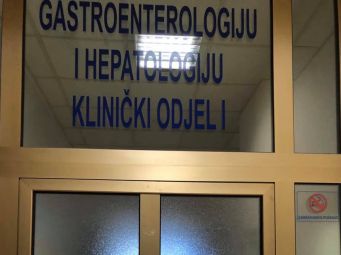 GASTROENTEROLOGIJU
I HEPATOLOGIJU
KLINIČKI ODJEL I